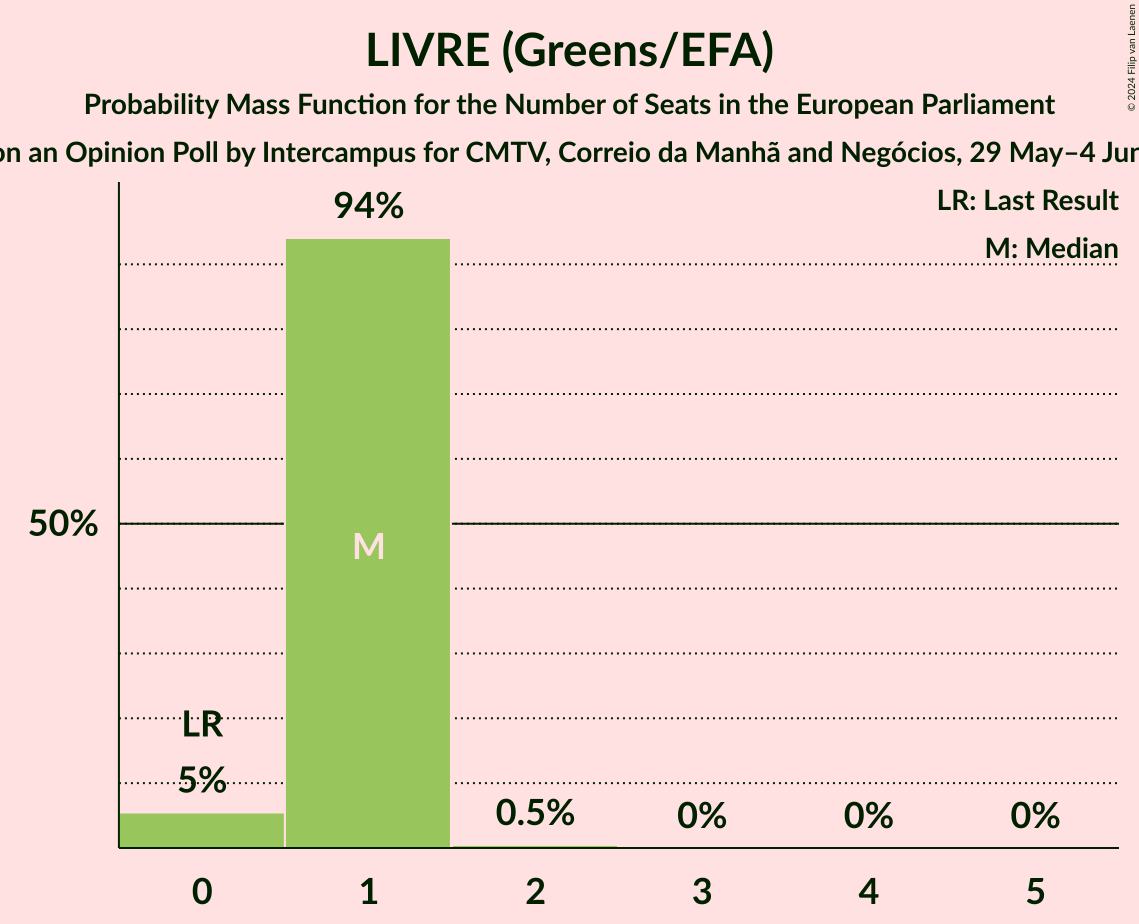 LIVRE (Greens/EFA)
Probability Mass Function for the Number of Seats in the European Parliament
on an Opinion Poll by Intercampus for CMTV, Correio da Manhã and Negócios, 29 May–4 Jun
© 2024 Filip van Laenen
LR: Last Result
M: Median
94%
50%
M
LR
5%
0.5%
0%
0%
0%
0
1
2
3
4
5